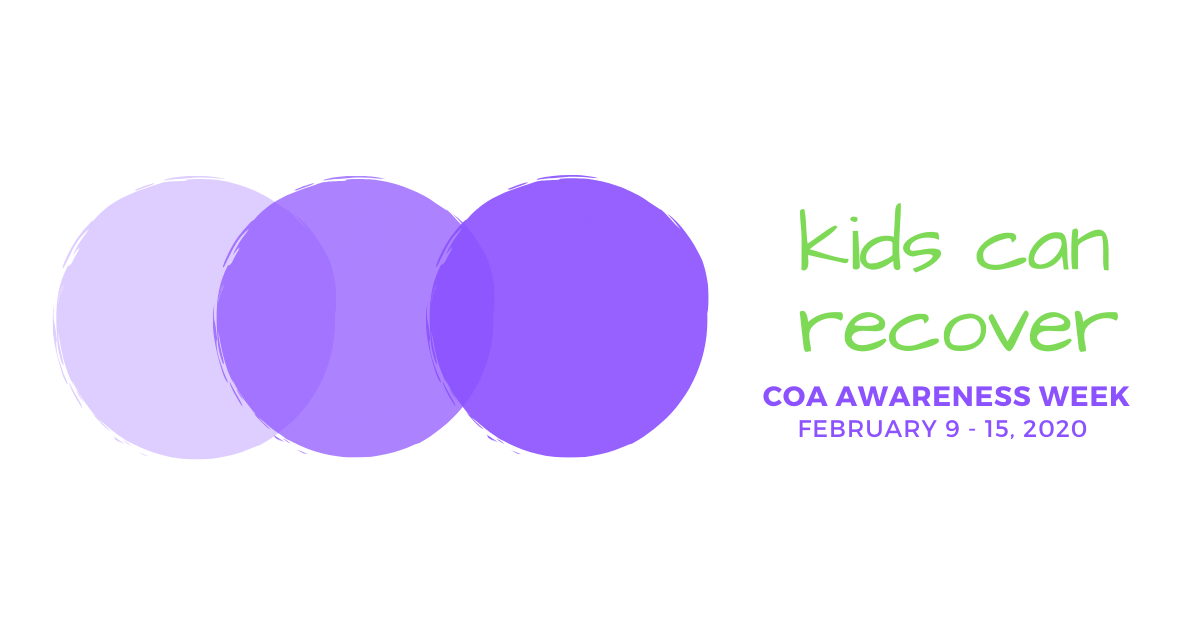 kids can
recover
COA AWARENESS WEEK
FEBRUARY 9 - 15, 2020